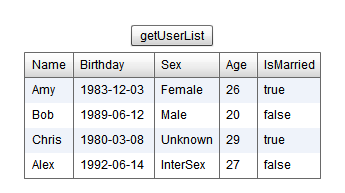 getUserList
Name Birthday Sex Age IsMarried
Amy 1983-12-03 Female 26 true
Bob 1989-06-12 Male 20 false
Chris 1980-03-08 Unknown 29 true
Alex 1992-06-14 InterSex 27 false